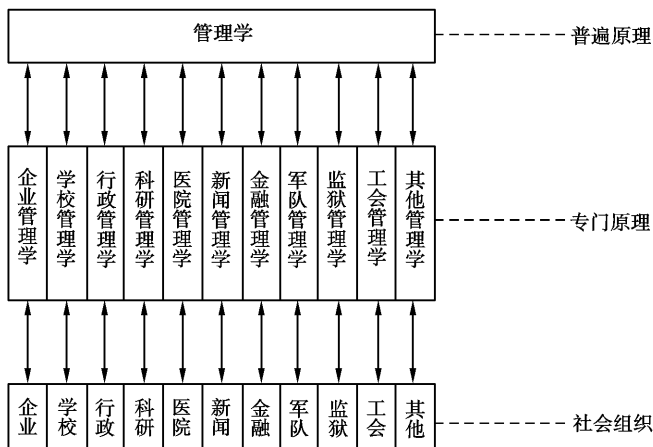 管理学
普遍原理
企业管理学
学校管理学
行政管理学
科研管理学
医院管理学
新闻管理学
金融管理学
军队管理学
监狱管理学
工会管理学
其他管理学
专门原理
企业
学校
行政
科研
医院
新闻
金融
军队
监狱
工会
其他
社会组织